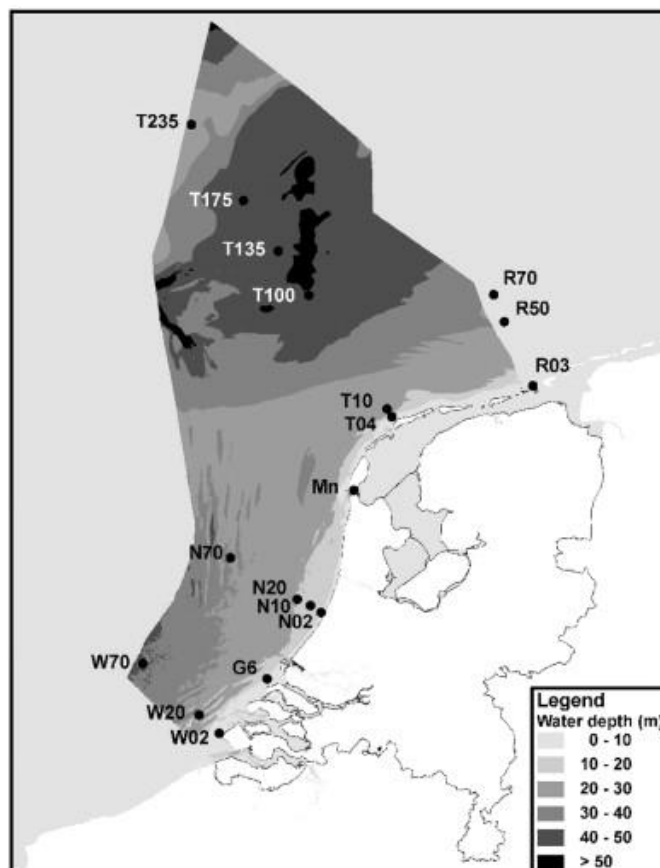 T235
T175
T135
T100
R70
R50
R03
T10
T04
Mn
N70
N20
N10
N02
W70
G6
W20
W02
Legend
Water depth (m)
0 - 10
10 - 20
20 - 30
30 - 40
40 - 50
> 50